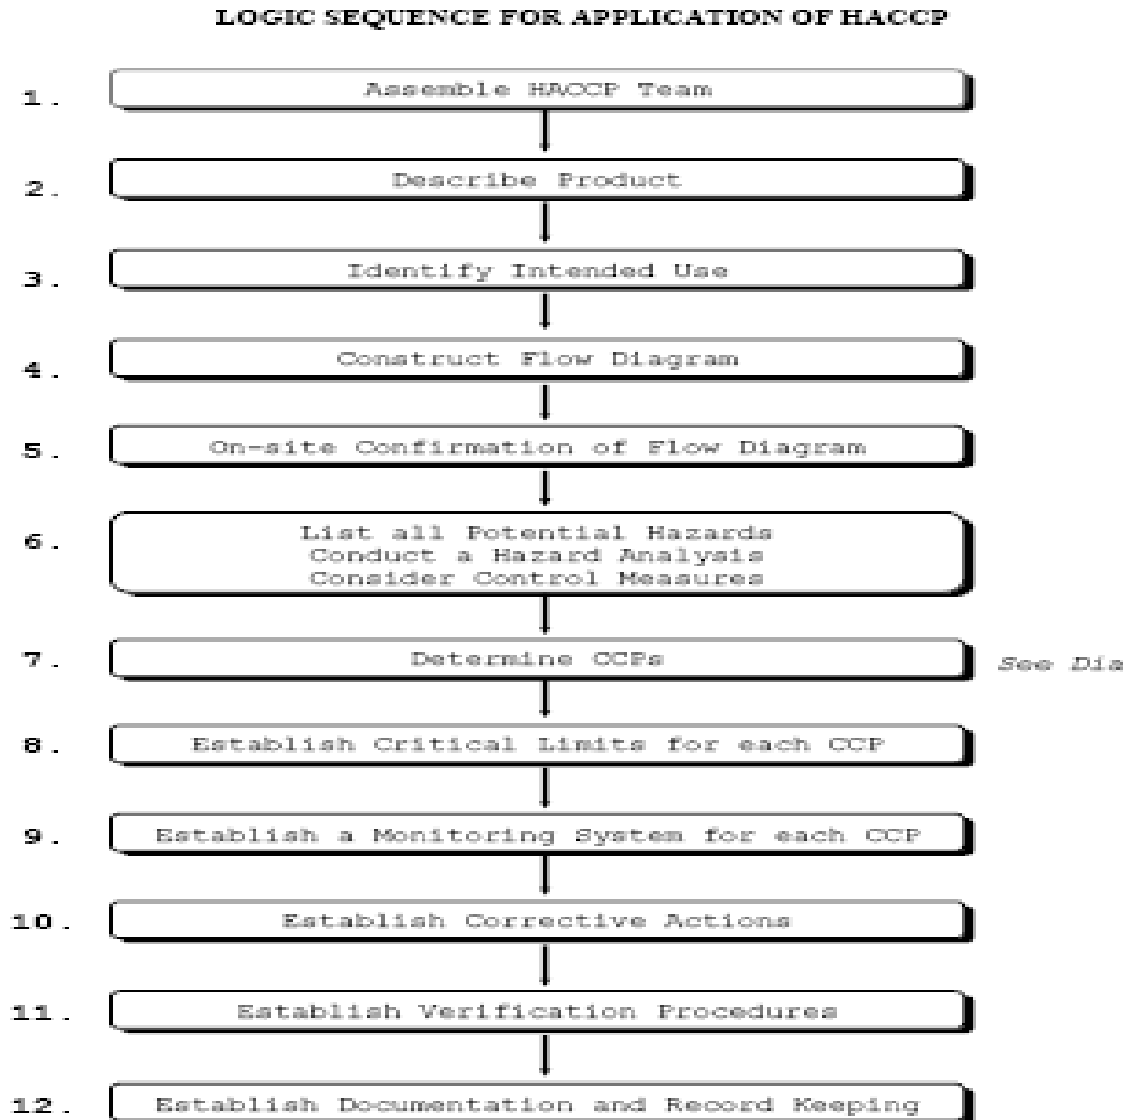 LOGIC SEQUENCE FOR APPLICATION OF HACCP
1. Assemble HACCP Team
2. Describe Product
3. Identify Intended Use
4. Construct Flow Diagram
5. On-site Confirmation of Flow Diagram
6. List all Potential Hazards
Conduct a Hazard Analysis
Consider Control Measures
7. Determine CCPs See Dia
8. Establish Critical Limits for each CCP
9. Establish a Monitoring System for each CCP
10. Establish Corrective Actions
11. Establish Verification Procedures
12. Establish Documentation and Record Keeping